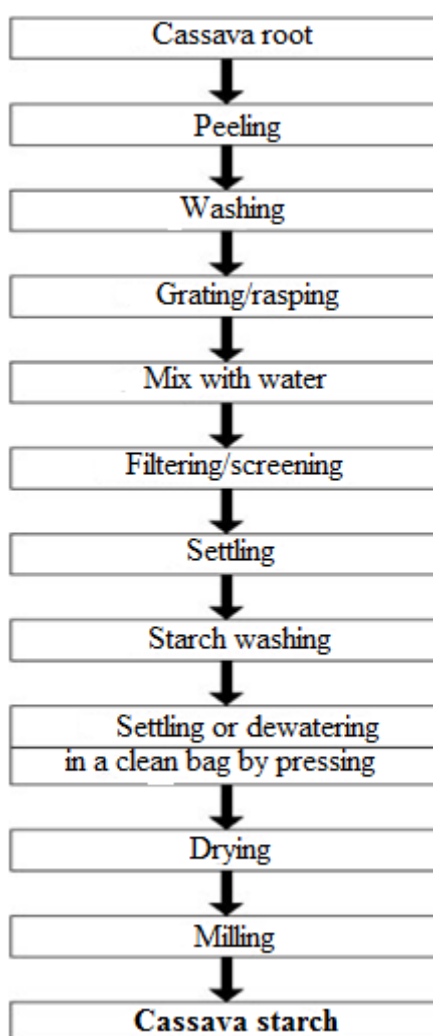 Cassava root
Peeling
Washing
Grating/rasping
Mix with water
Filtering/screening
Settling
Starch washing
Settling or dewatering
in a clean bag by pressing
Drying
Milling
Cassava starch